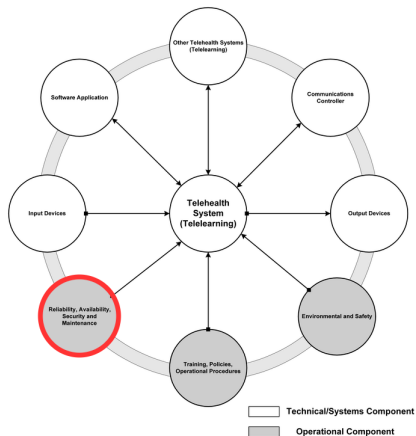 Other Telehealth Systems
(Telelearning)
Software Application
Communications
Controller
Input Devices
Telehealth
System
(Telelearning)
Output Devices
Reliability, Availability,
Security and
Maintenance
Environmental and Safety
Training, Policies,
Operational Procedures
Technical/Systems Component
Operational Component